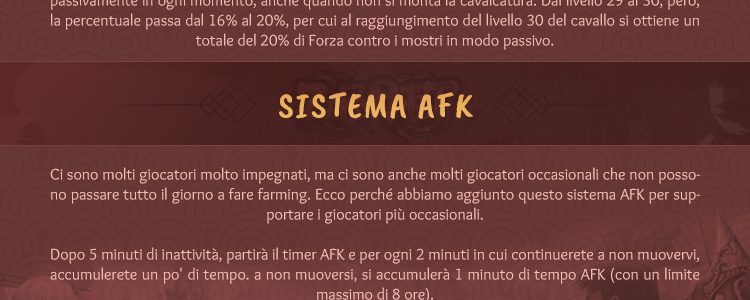 passivamente in ogni momento, anche quando non si monta la cavalcatura. Dal livello 29 al 30, però,
la percentuale passa dal 16% al 20%, per cui al raggiungimento del livello 30 del cavallo si ottiene un
totale del 20% di Forza contro i mostri in modo passivo.
SISTEMA AFK
Ci sono molti giocatori molto impegnati, ma ci sono anche molti giocatori occasionali che non posso-
no passare tutto il giorno a fare farming. Ecco perché abbiamo aggiunto questo sistema AFK per sup-
portare i giocatori più occasionali.
Dopo 5 minuti di inattività, partirà il timer AFK e per ogni 2 minuti in cui continuerete a non muovervi,
accumulerete un po' di tempo. a non muoversi, si accumulerà 1 minuto di tempo AFK (con un limite
massimo di 8 ore).